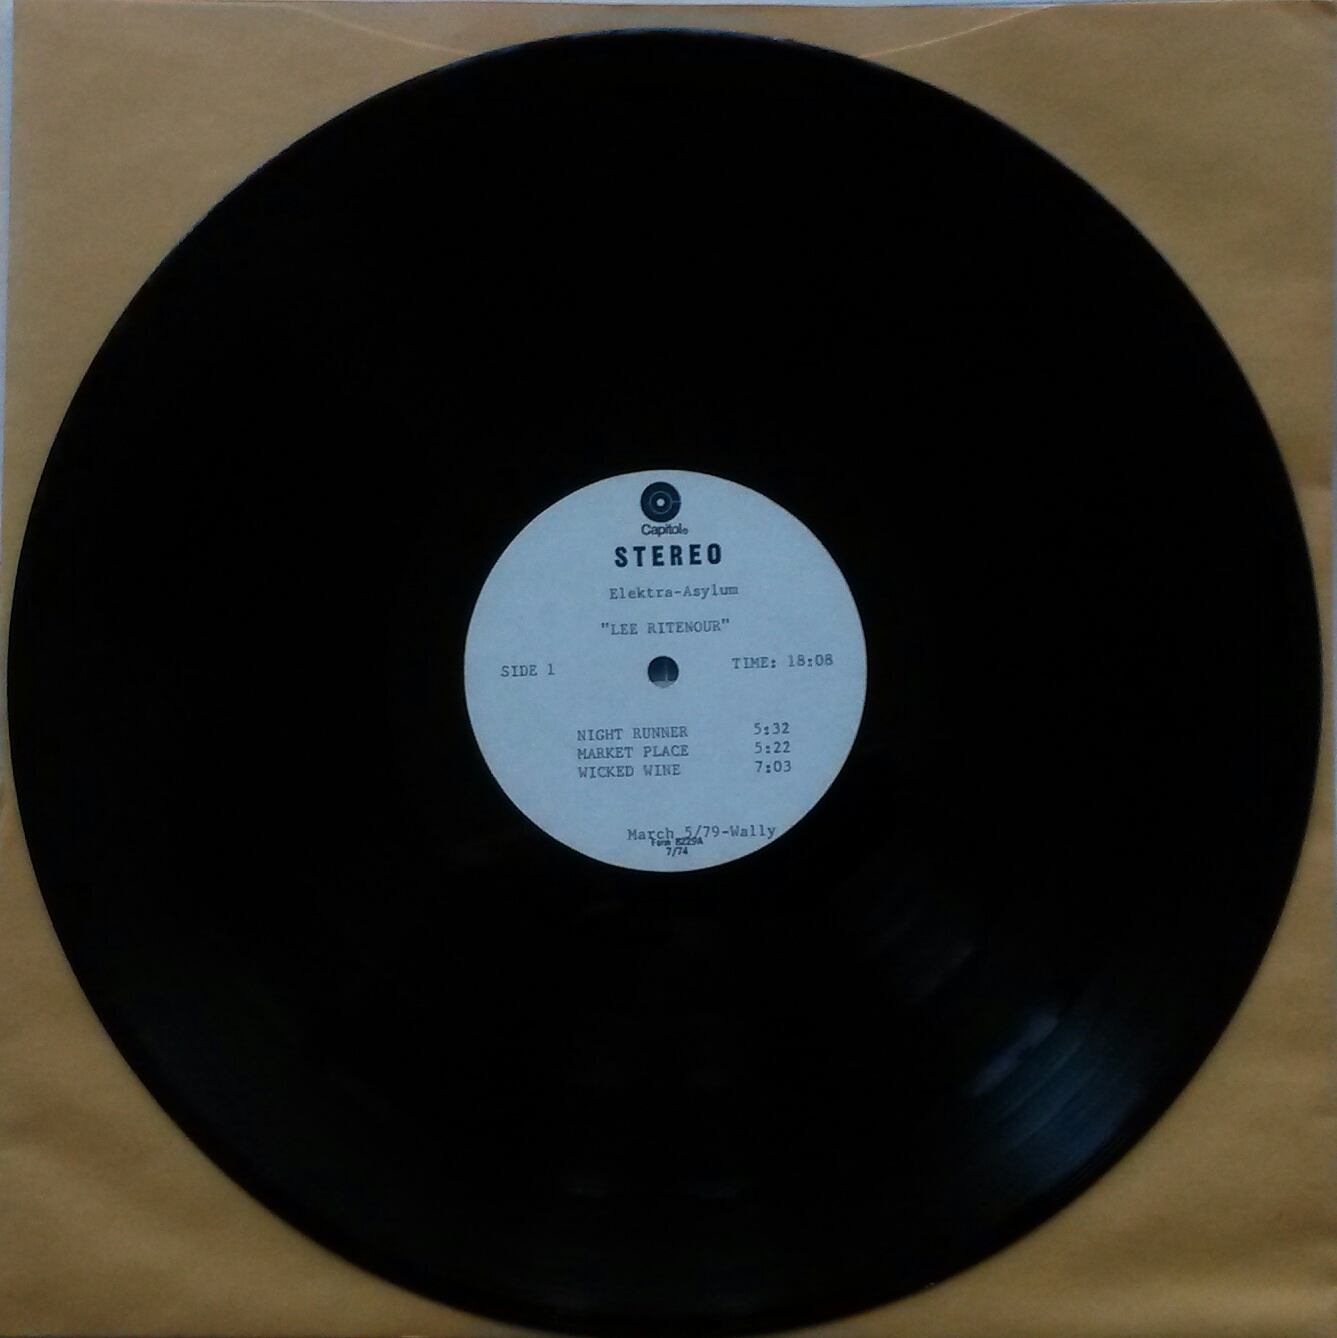 Capitol®
STEREO
Elektra-Asylum
"LEE RITENOUR"
SIDE 1 TIME: 18:08
NIGHT RUNNER 5:32
MARKET PLACE 5:22
WICKED WINE 7:03
March 5/79-Wally
Form 8229A
7/74